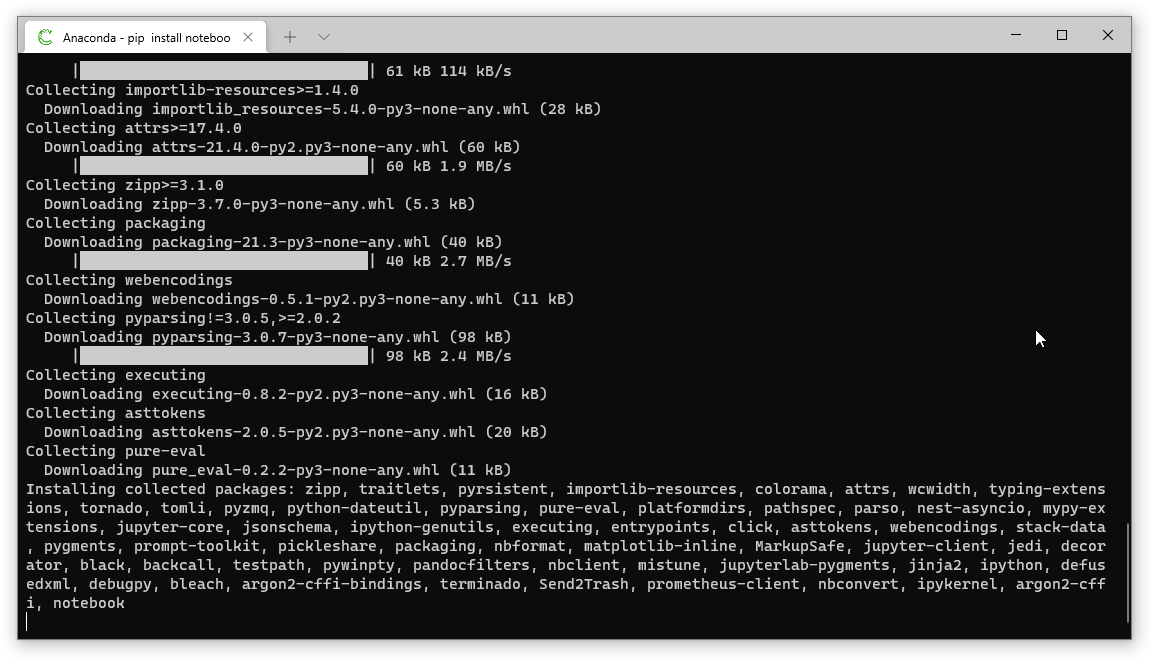 Anaconda - pip install noteboo
| | 61 kB 114 kB/s
Collecting importlib-resources>=1.4.0
  Downloading importlib_resources-5.4.0-py3-none-any.whl (28 kB)
Collecting attrs>=17.4.0
  Downloading attrs-21.4.0-py2.py3-none-any.whl (60 kB)
| | 60 kB 1.9 MB/s
Collecting zipp>=3.1.0
  Downloading zipp-3.7.0-py3-none-any.whl (5.3 kB)
Collecting packaging
  Downloading packaging-21.3-py3-none-any.whl (40 kB)
| | 40 kB 2.7 MB/s
Collecting webencodings
  Downloading webencodings-0.5.1-py2.py3-none-any.whl (11 kB)
Collecting pyparsing!=3.0.5,>=2.0.2
  Downloading pyparsing-3.0.7-py3-none-any.whl (98 kB)
| | 98 kB 2.4 MB/s
Collecting executing
  Downloading executing-0.8.2-py2.py3-none-any.whl (16 kB)
Collecting asttokens
  Downloading asttokens-2.0.5-py2.py3-none-any.whl (20 kB)
Collecting pure-eval
  Downloading pure_eval-0.2.2-py3-none-any.whl (11 kB)
Installing collected packages: zipp, traitlets, pyrsistent, importlib-resources, colorama, attrs, wcwidth, typing-extens
ions, tornado, tomli, pyzmq, python-dateutil, pyparsing, pure-eval, platformdirs, pathspec, parso, nest-asyncio, mypy-ex
tensions, jupyter-core, jsonschema, ipython-genutils, executing, entrypoints, click, asttokens, webencodings, stack-data
, pygments, prompt-toolkit, pickleshare, packaging, nbformat, matplotlib-inline, MarkupSafe, jupyter-client, jedi, decor
ator, black, backcall, testpath, pywinpty, pandocfilters, nbclient, mistune, jupyterlab-pygments, jinja2, ipython, defus
edxml, debugpy, bleach, argon2-cffi-bindings, terminado, Send2Trash, prometheus-client, nbconvert, ipykernel, argon2-cff
i, notebook